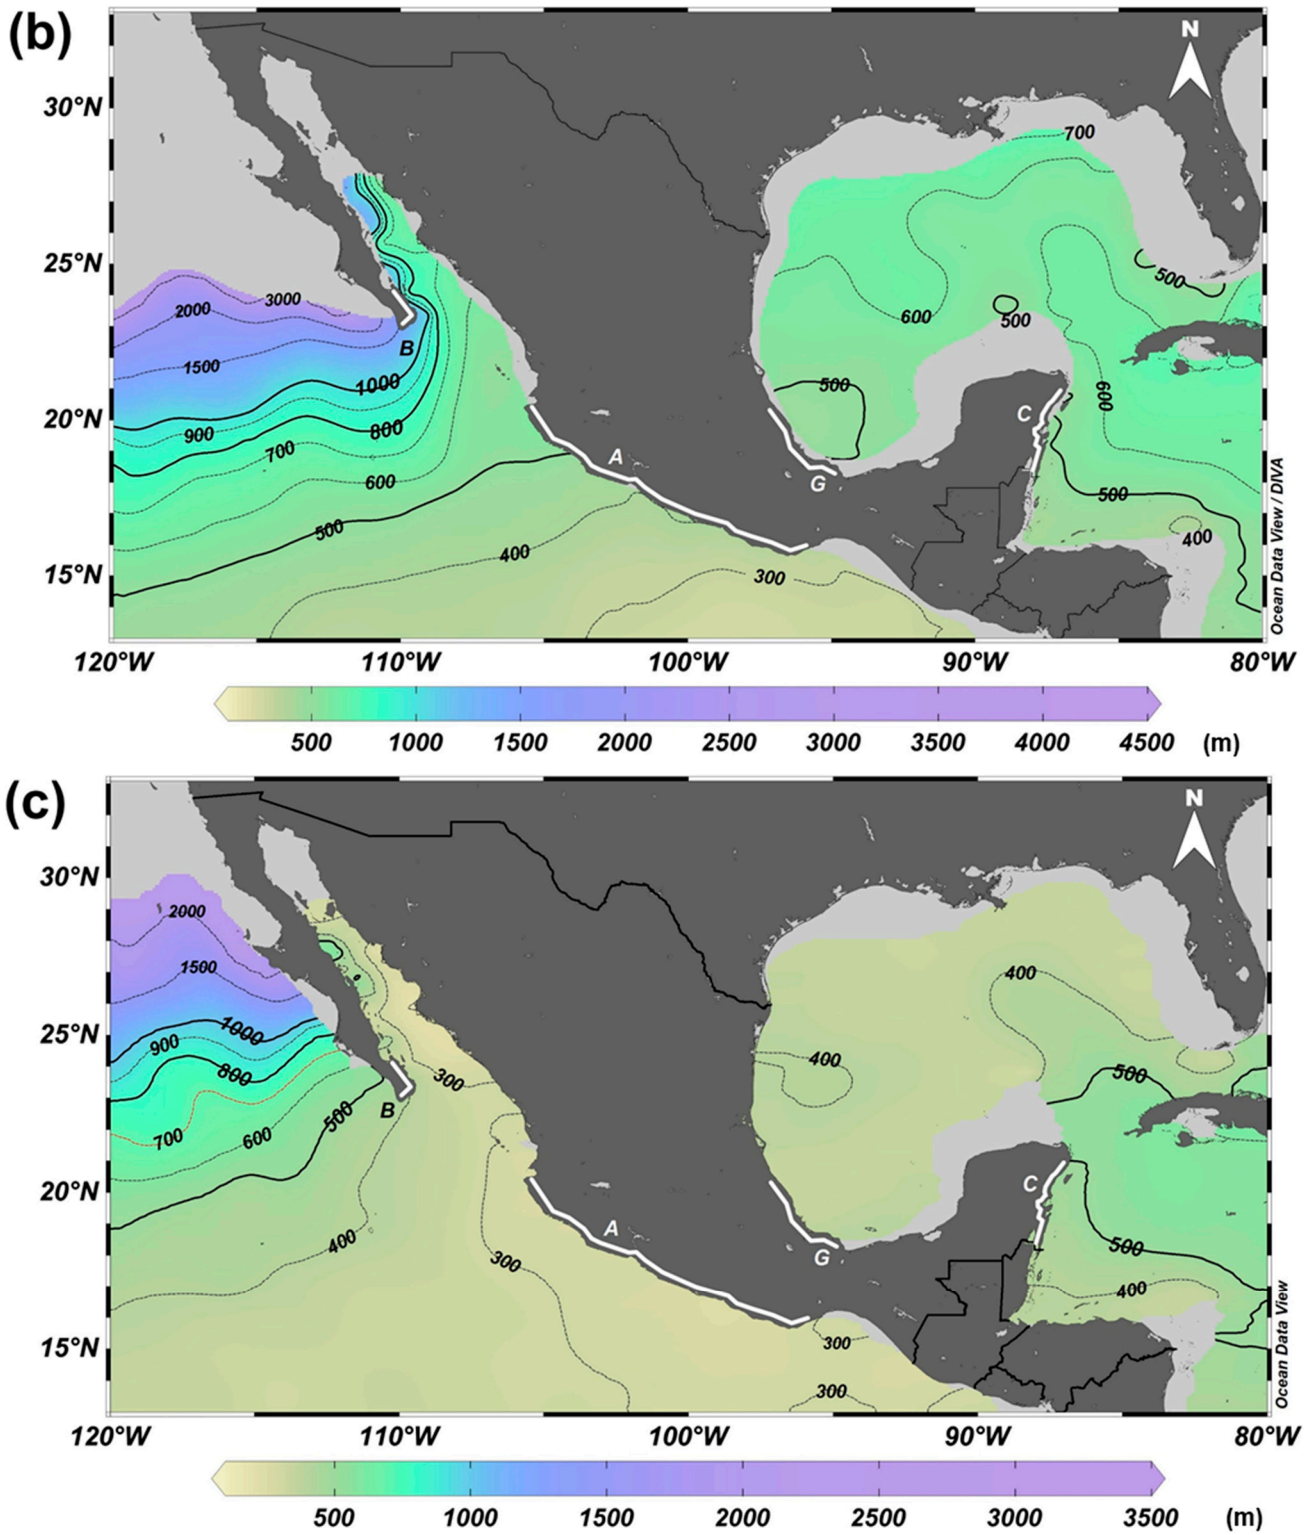 (b)
N
30°N
700
25°N
3000
2000
500
600
500
B
1500
1000
500
600
20°N
900
800
C
700
A
G
600
500
500
400
400
15°N
300
Ocean Data View / DIVA
120°W 110°W 100°W 90°W 80°W
500 1000 1500 2000 2500 3000 3500 4000 4500 (m)
(c)
N
30°N
2000
1500
400
25°N
1000
900
400
800
300
500
B
500
700
600
20°N
C
A
400
500
G
300
400
15°N
300
300
Ocean Data View
120°W 110°W 100°W 90°W 80°W
500 1000 1500 2000 2500 3000 3500 (m)